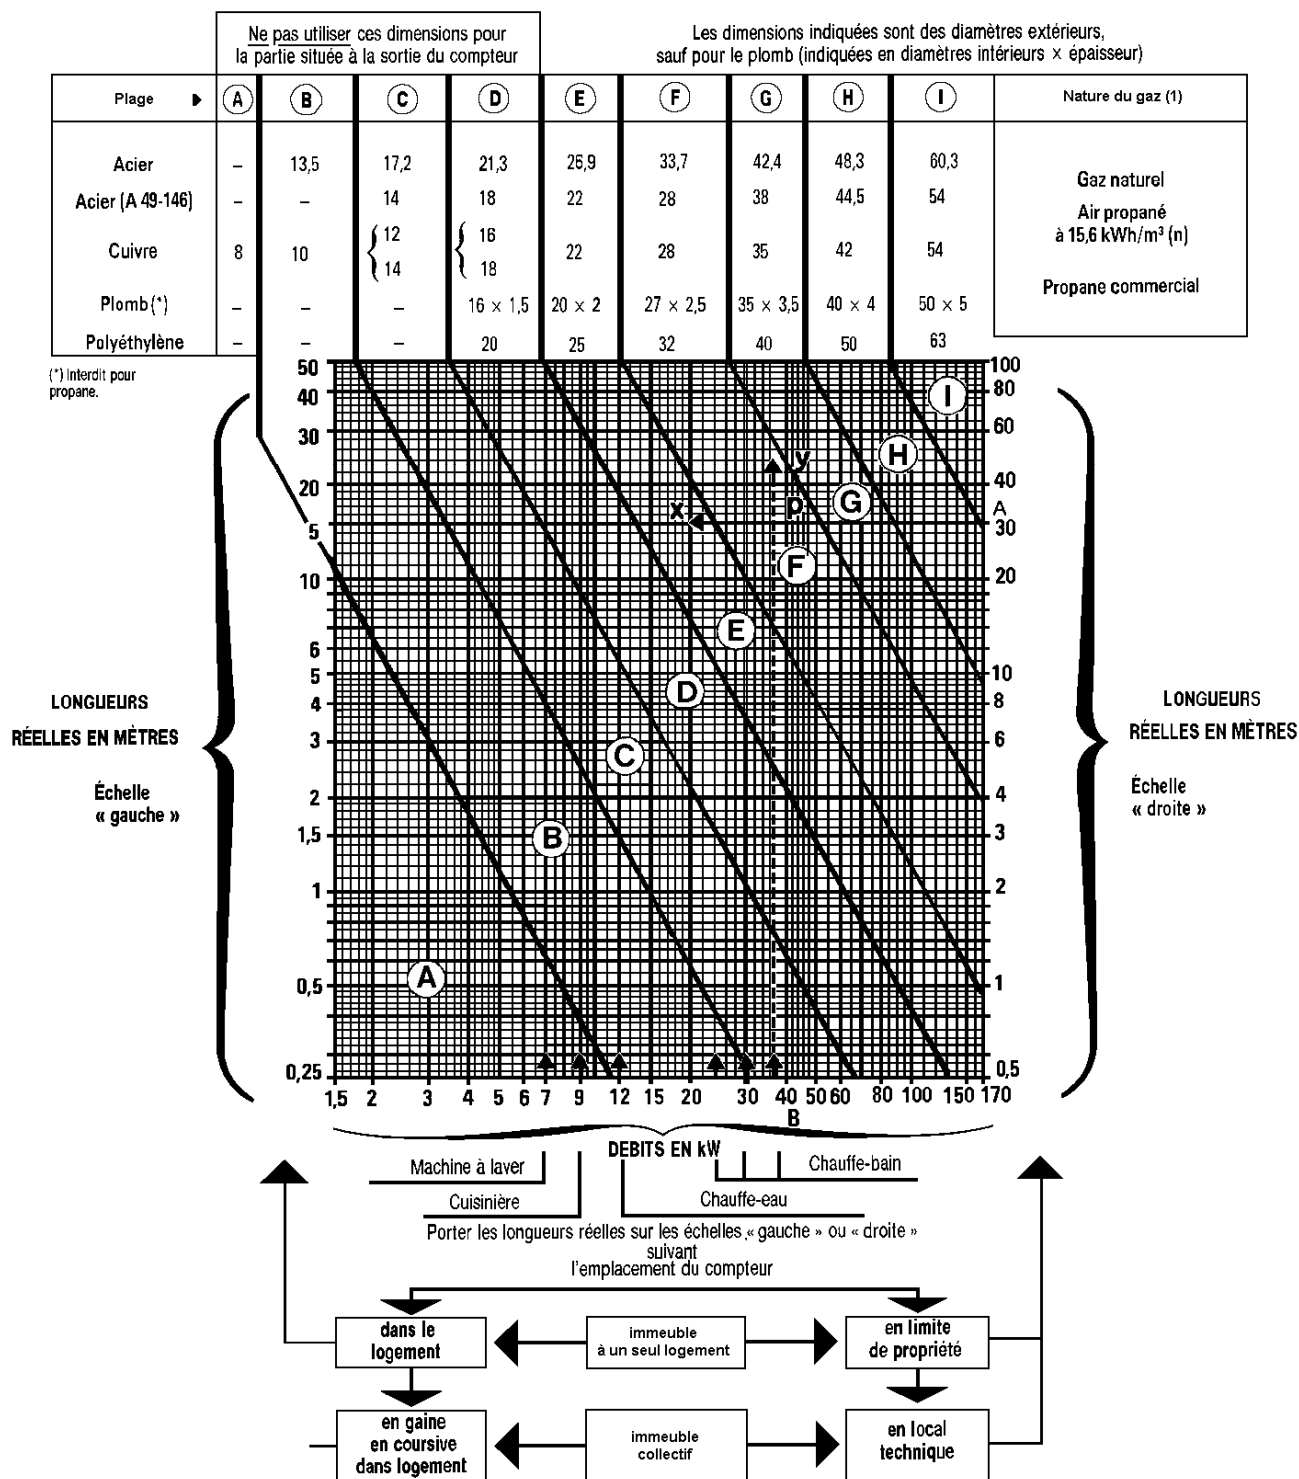 Ne pas utiliser ces dimensions pour
la partie située à la sortie du compteur
Les dimensions indiquées sont des diamètres extérieurs,
sauf pour le plomb (indiquées en diamètres intérieurs × épaisseur)
Plage A B C D E F G H I Nature du gaz (1)
Acier – 13,5 17,2 21,3 26,9 33,7 42,4 48,3 60,3
Acier (A 49-146) – – 14 18 22 28 38 44,5 54
Cuivre 8 10 { 12 14 { 16 18 22 28 35 42 54
Plomb (*) – – – 16 × 1,5 20 × 2 27 × 2,5 35 × 3,5 40 × 4 50 × 5
Polyéthylène – – – 20 25 32 40 50 63
Gaz naturel
Air propané
à 15,6 kWh/m³ (n)
Propane commercial
(*) Interdit pour
propane.
50
40
30
20
5
10
6
5
4
3
2
1,5
1
0,5
0,25
100
80
60
40
A
30
20
10
8
6
4
3
2
1
0,5
I
H
y
G
p
x
F
E
D
C
B
A
LONGUEURS
RÉELLES EN MÈTRES
Échelle
« gauche »
LONGUEURS
RÉELLES EN MÈTRES
Échelle
« droite »
1,5 2 3 4 5 6 7 9 12 15 20 30 40 50 60 80 100 150 170
B
DEBITS EN kW
Machine à laver
Chauffe-bain
Cuisinière
Chauffe-eau
Porter les longueurs réelles sur les échelles « gauche » ou « droite »
suivant
l'emplacement du compteur
dans le
logement
immeuble
à un seul logement
en limite
de propriété
en gaine
en coursive
dans logement
immeuble
collectif
en local
technique